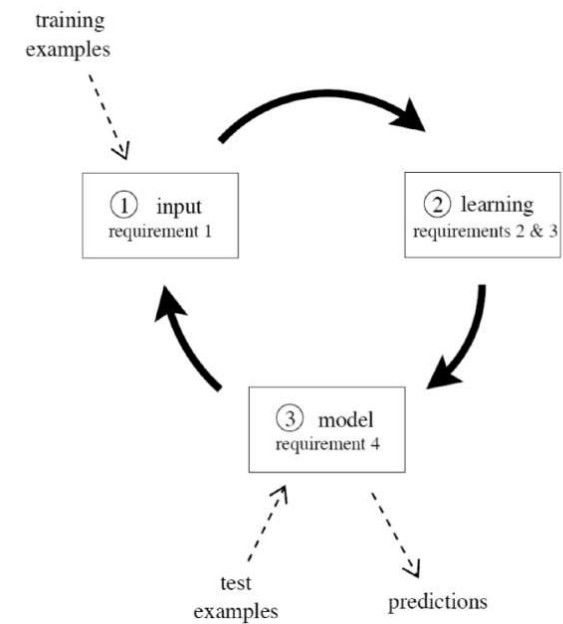 training
examples
① input
requirement 1
② learning
requirements 2 & 3
③ model
requirement 4
test
examples
predictions